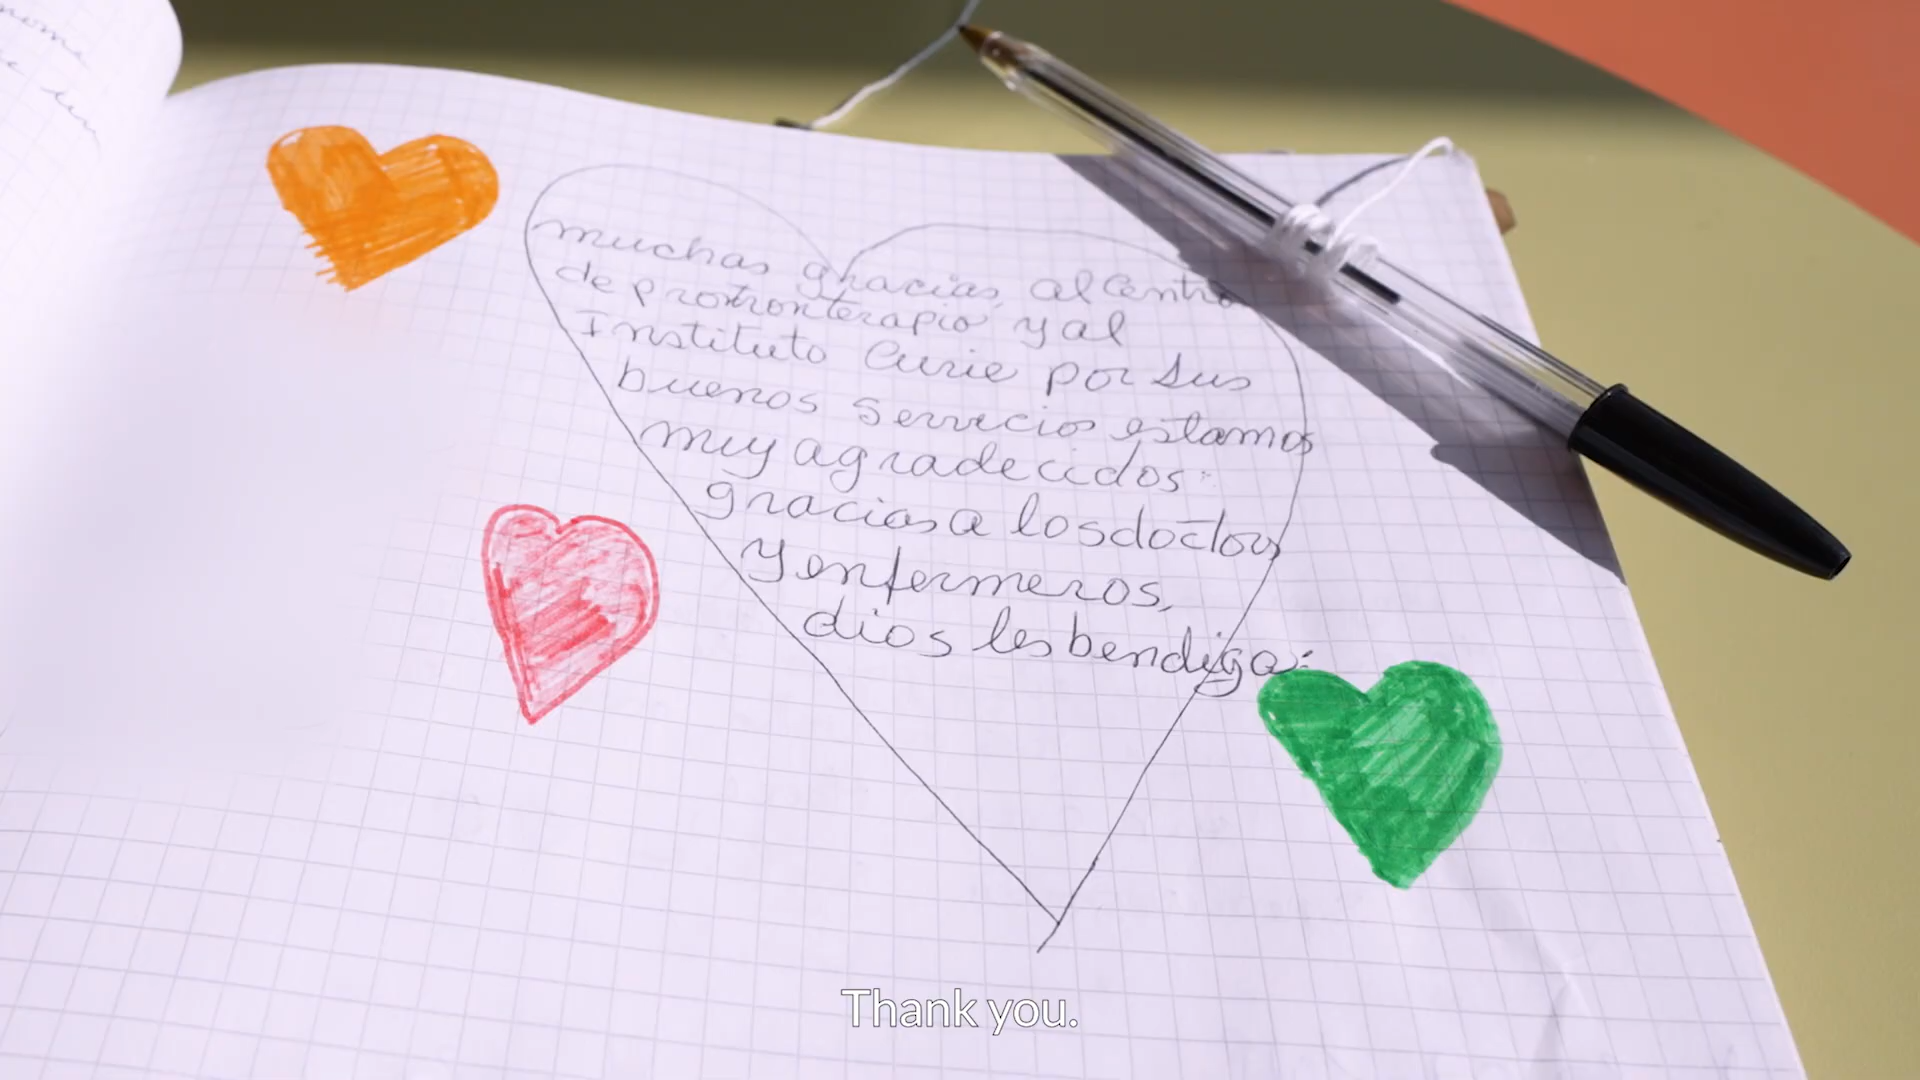 muchas gracias, al Centro
de protronterapio y al
Instituto Curie por sus
buenos servicios estamos
muy agradecidos.
gracias a los doctores
y enfermeros,
dios les bendiga.
Thank you.